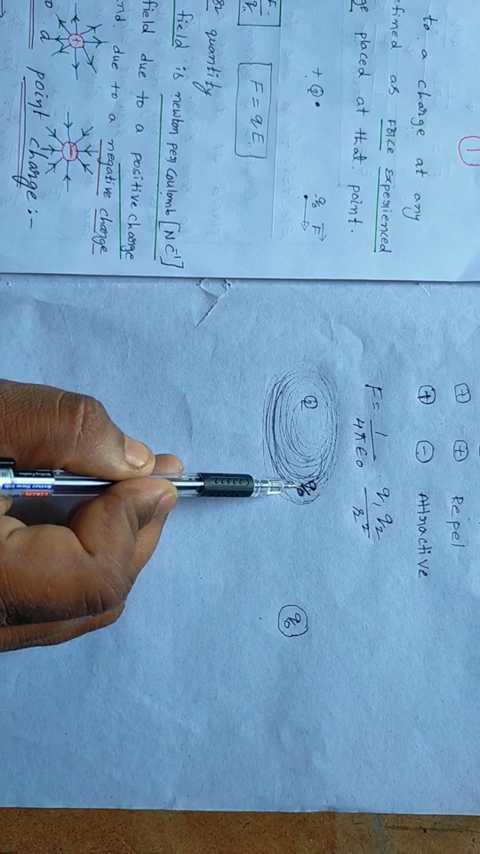 to a charge at any
defined as force experienced
placed at that point.
+Q
q₀ F
F = qE
quantity
field is newton per Coulomb [N C⁻¹]
field due to a positive charge
due to a negative charge
+
−
point charge :-
1
+ + Repel
+ − Attractive
F = 1/4πε₀ q₁q₂/r²
Q
q₀
q₀